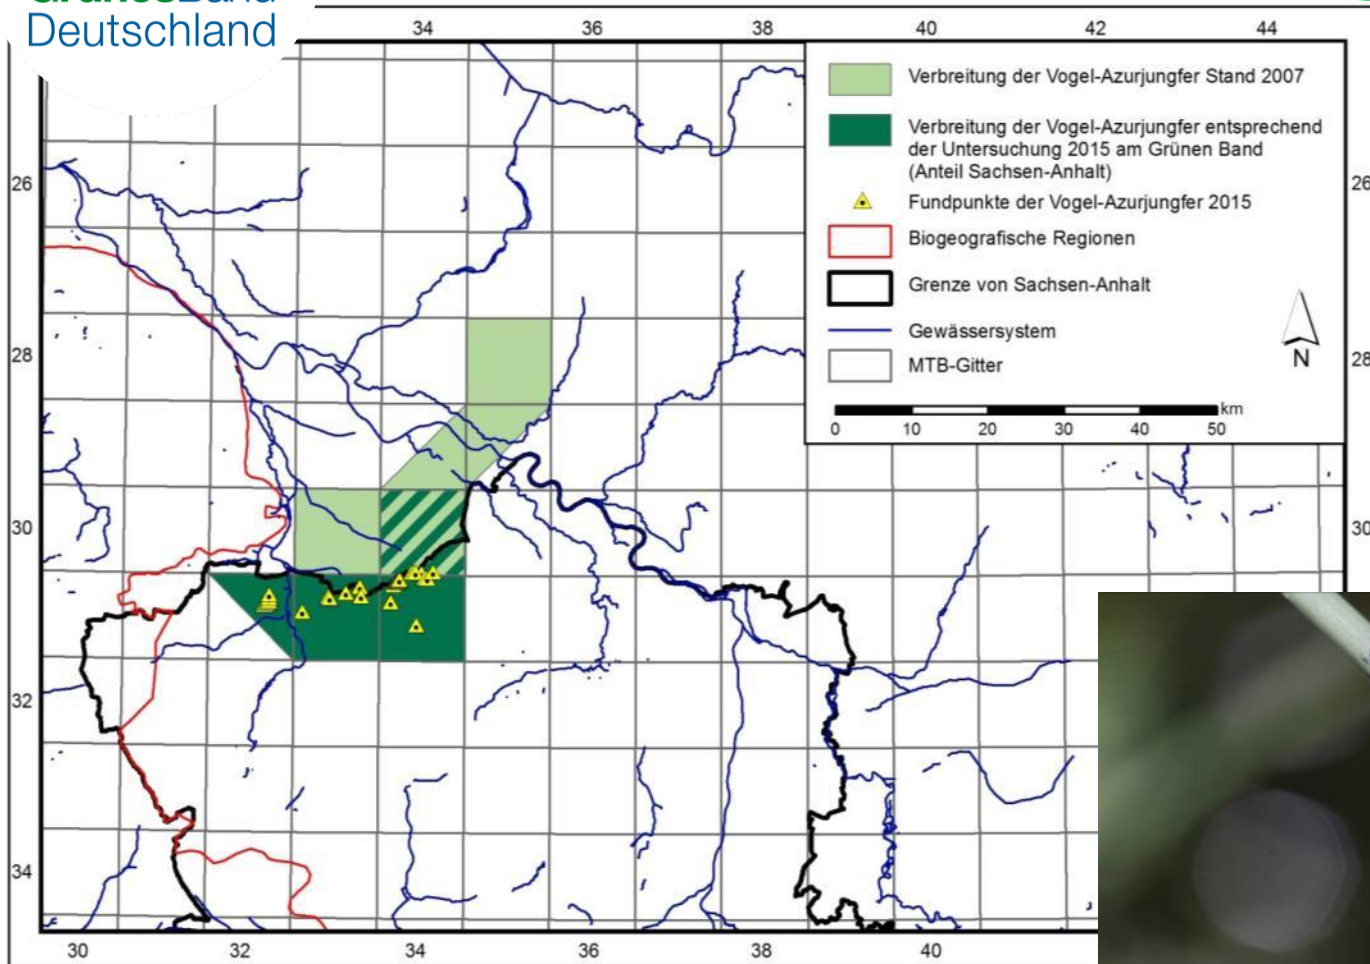 Deutschland
34 36 38 40 42 44
Verbreitung der Vogel-Azurjungfer Stand 2007
Verbreitung der Vogel-Azurjungfer entsprechend
der Untersuchung 2015 am Grünen Band
(Anteil Sachsen-Anhalt)
Fundpunkte der Vogel-Azurjungfer 2015
Biogeografische Regionen
Grenze von Sachsen-Anhalt
Gewässersystem
MTB-Gitter
N
km
0 10 20 30 40 50
26 26
28 28
30 30
32
34
30 32 34 36 38 40